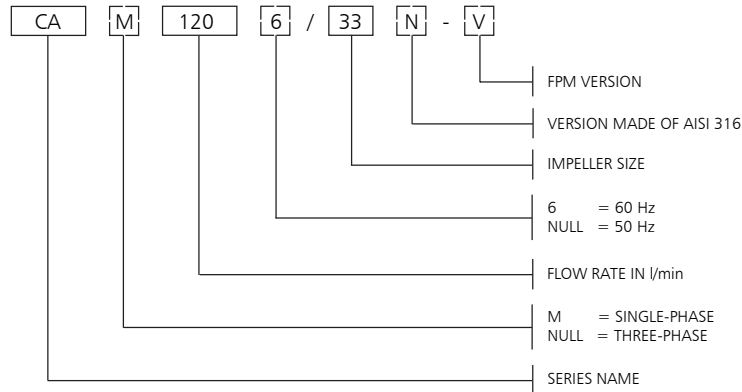 CA M 120 6 / 33 N - V
FPM VERSION
VERSION MADE OF AISI 316
IMPELLER SIZE
6 = 60 Hz
NULL = 50 Hz
FLOW RATE IN l/min
M = SINGLE-PHASE
NULL = THREE-PHASE
SERIES NAME